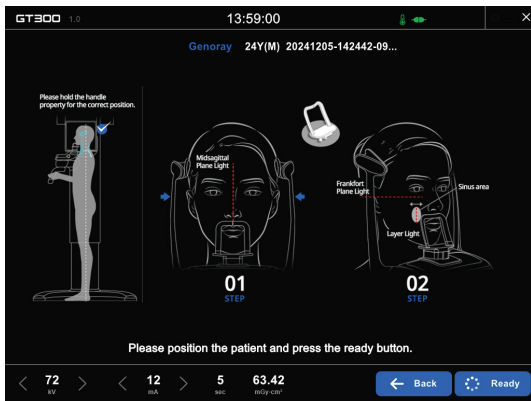 GT300 1.0
13:59:00
Genoray 24Y(M) 20241205-142442-09...
Please hold the handle
property for the correct position.
Midsagittal
Plane Light
Frankfort
Plane Light
Sinus area
Layer Light
01
STEP
02
STEP
Please position the patient and press the ready button.
72
kV
12
mA
5
sec
63.42
mGy·cm²
Back
Ready